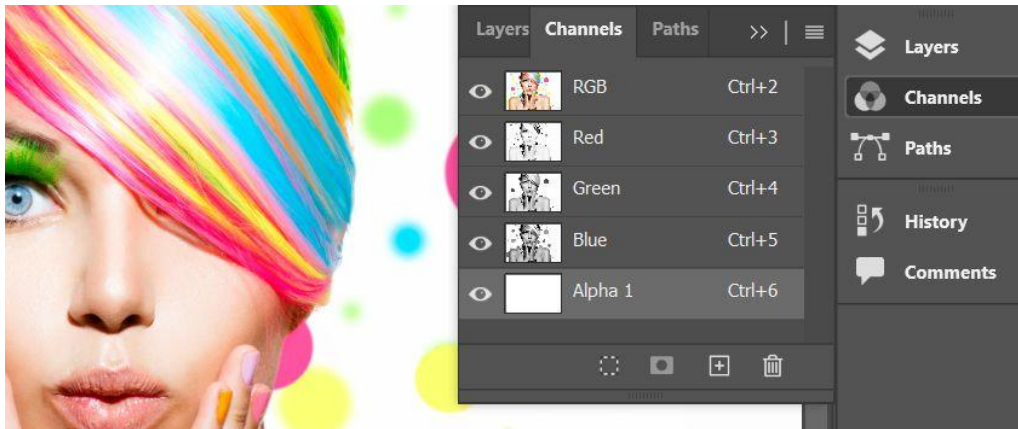 Layers Channels Paths >>
RGB Ctrl+2
Red Ctrl+3
Green Ctrl+4
Blue Ctrl+5
Alpha 1 Ctrl+6
Layers
Channels
Paths
History
Comments